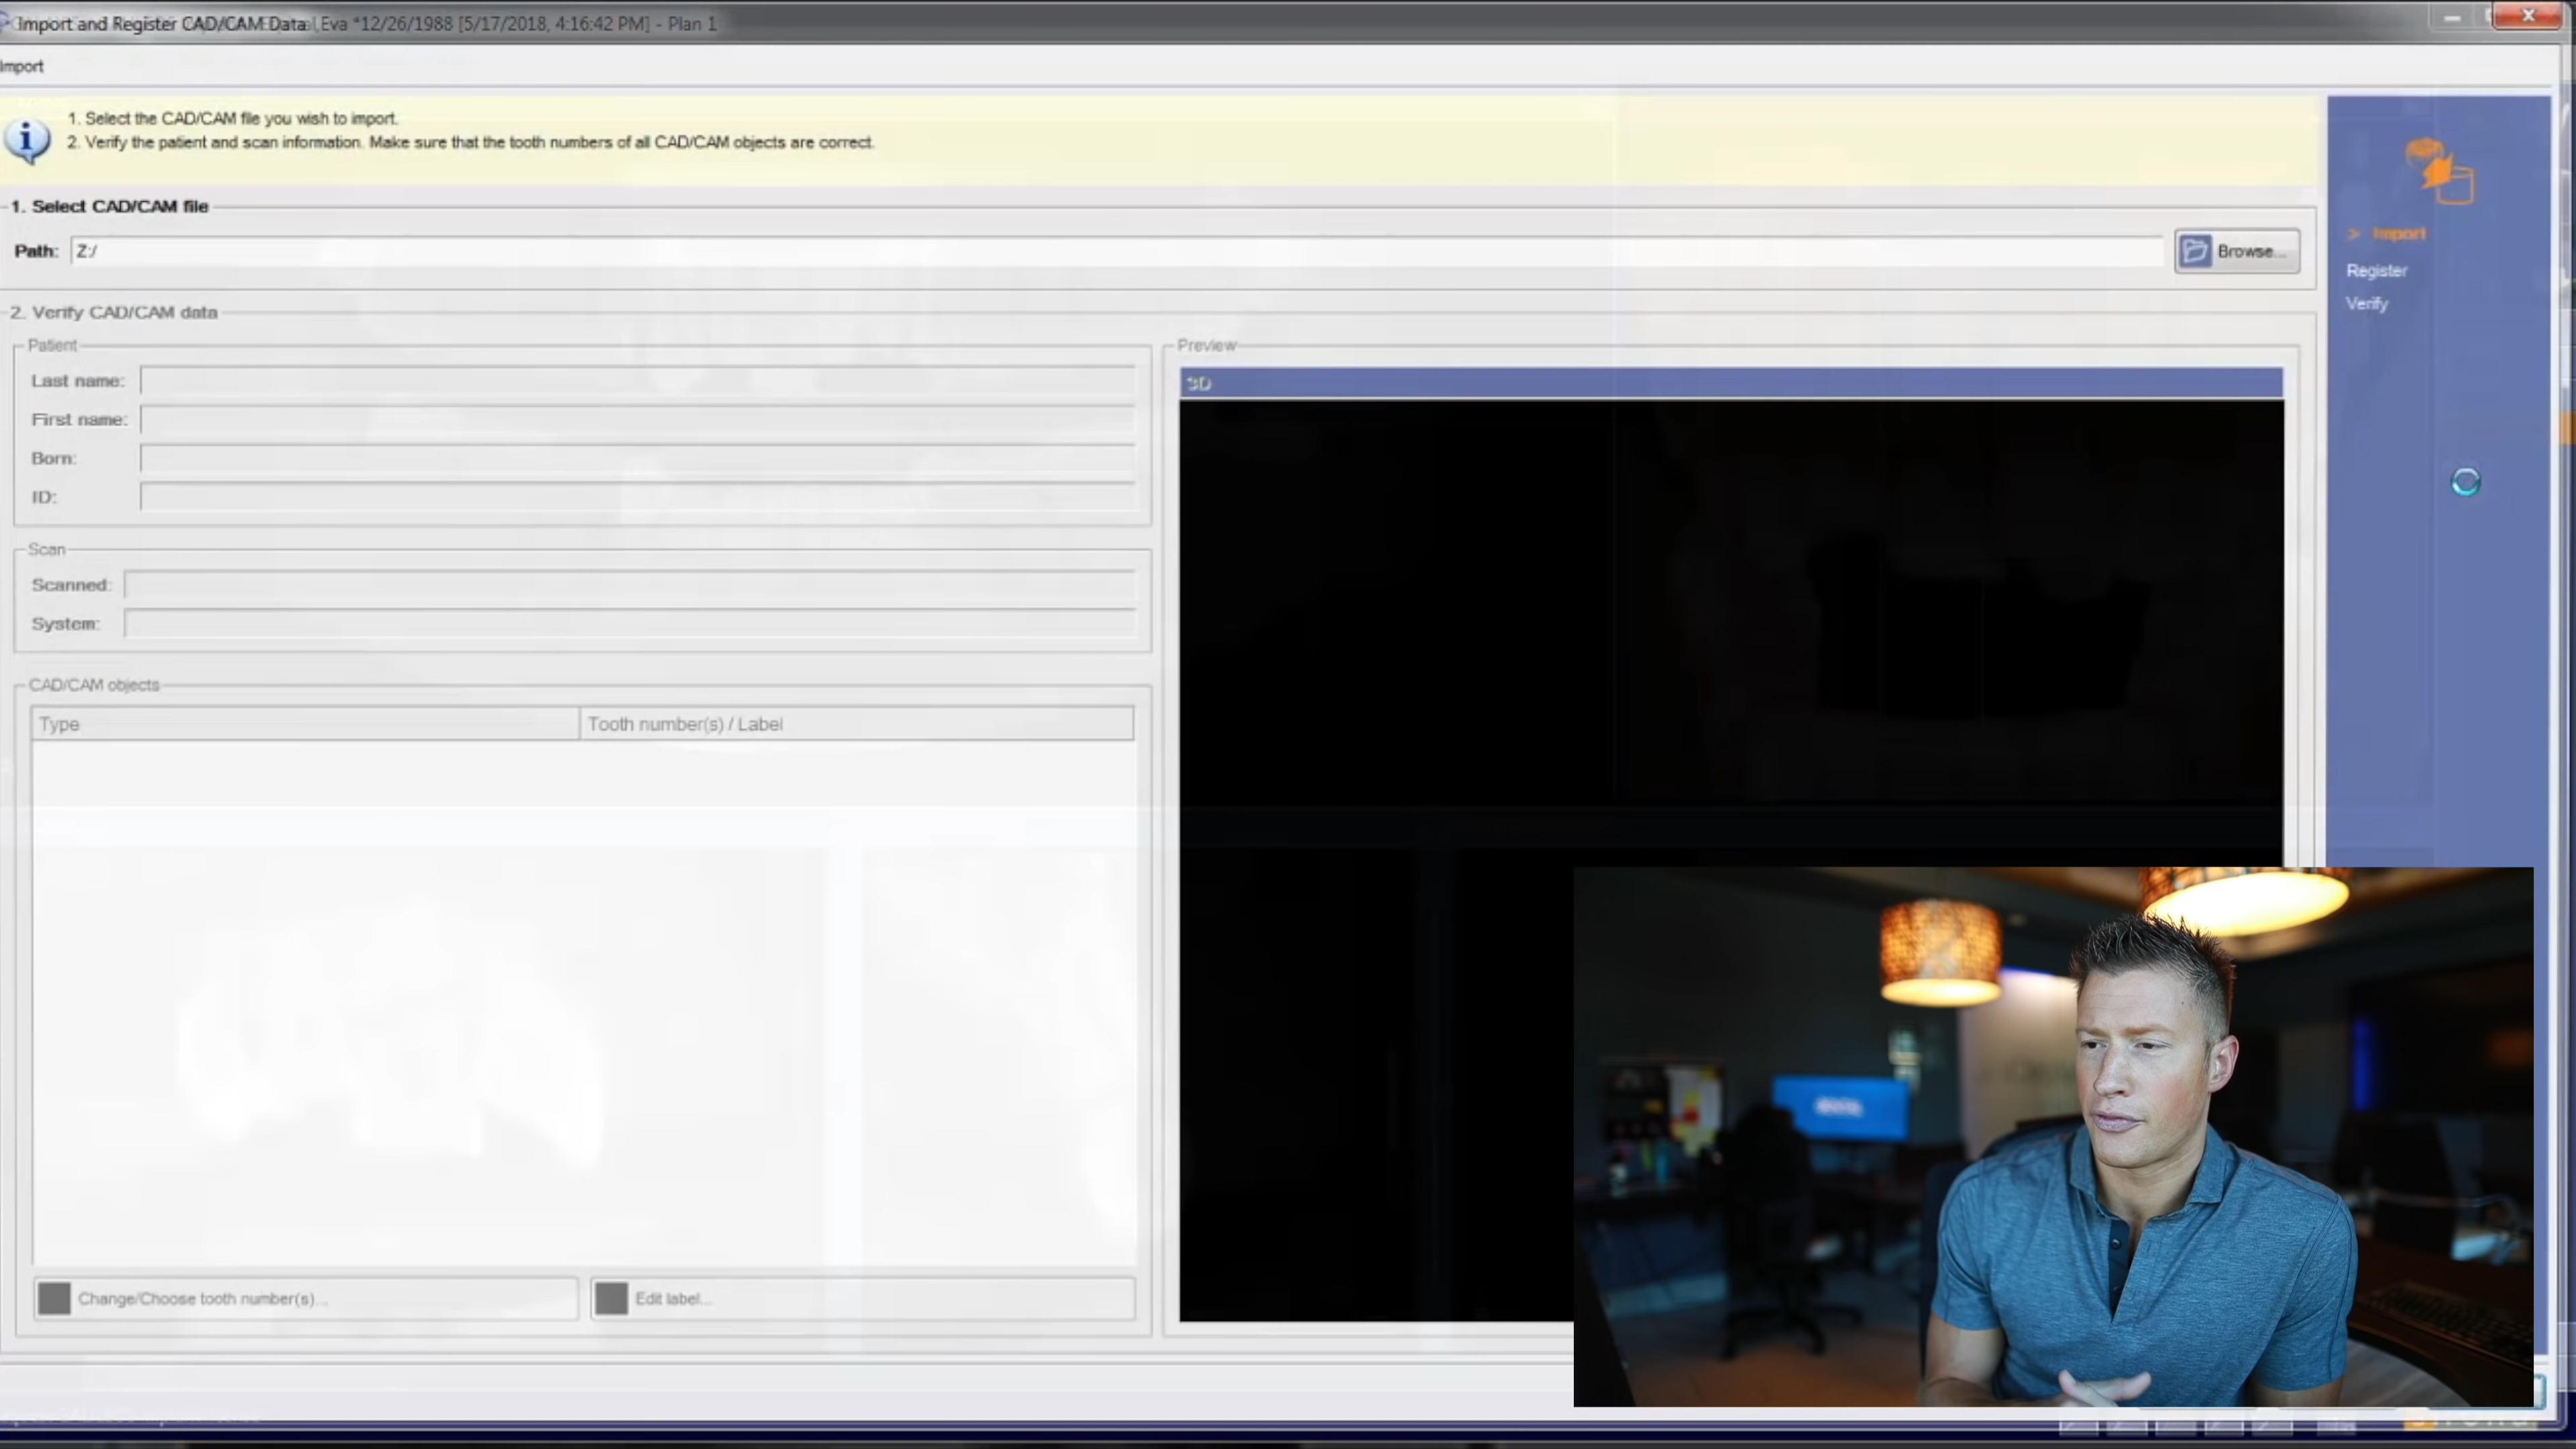 Import and Register CAD/CAM Data
Eva *12/26/1988 [5/17/2018, 4:16:42 PM] - Plan 1
Import
1. Select the CAD/CAM file you wish to import.
2. Verify the patient and scan information. Make sure that the tooth numbers of all CAD/CAM objects are correct.
1. Select CAD/CAM file
Path: Z:/
Browse...
> Import
Register
Verify
2. Verify CAD/CAM data
Patient
Last name:
First name:
Born:
ID:
Scan
Scanned:
System:
CAD/CAM objects
Type
Tooth number(s) / Label
Change/Choose tooth number(s)...
Edit label...
Preview
3D